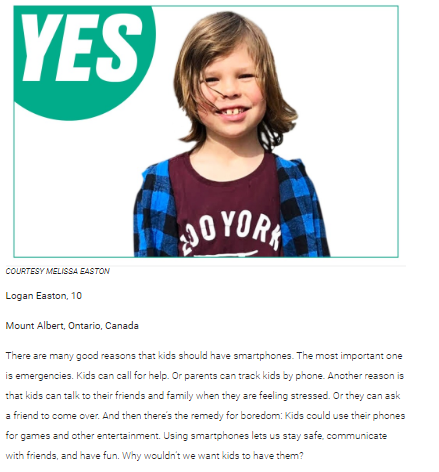 YES
ZOO YORK
COURTESY MELISSA EASTON
Logan Easton, 10
Mount Albert, Ontario, Canada
There are many good reasons that kids should have smartphones. The most important one
is emergencies. Kids can call for help. Or parents can track kids by phone. Another reason is
that kids can talk to their friends and family when they are feeling stressed. Or they can ask
a friend to come over. And then there's the remedy for boredom: Kids could use their phones
for games and other entertainment. Using smartphones lets us stay safe, communicate
with friends, and have fun. Why wouldn't we want kids to have them?